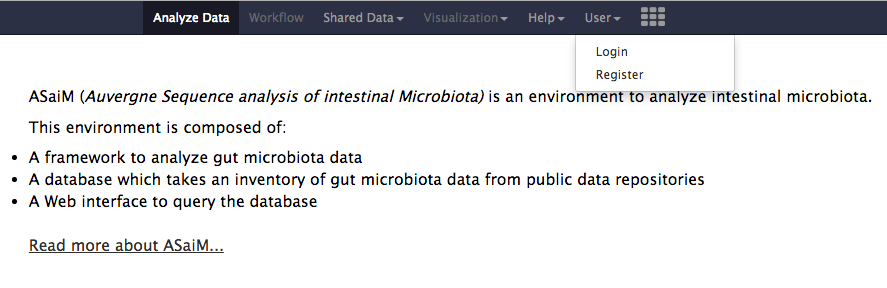 Analyze Data Workflow Shared Data Visualization Help User
Login
Register
ASaiM (Auvergne Sequence analysis of intestinal Microbiota) is an environment to analyze intestinal microbiota.
This environment is composed of:
• A framework to analyze gut microbiota data
• A database which takes an inventory of gut microbiota data from public data repositories
• A Web interface to query the database
Read more about ASaiM...